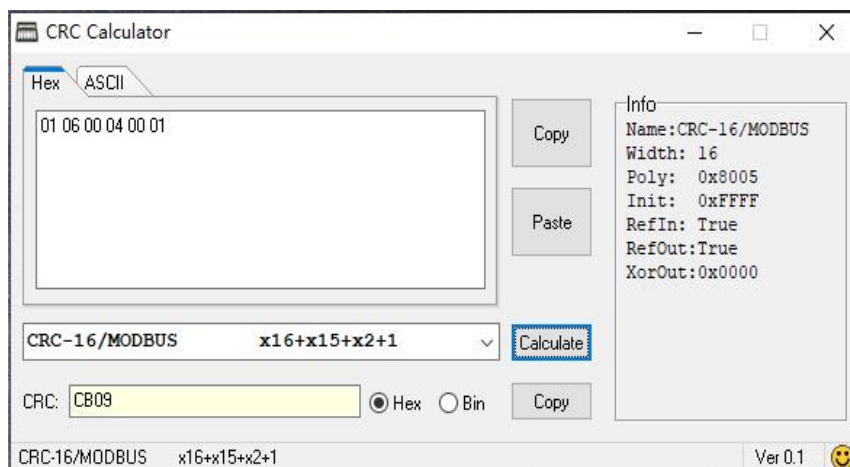 CRC Calculator
Hex
ASCII
01 06 00 04 00 01
Copy
Paste
Info
Name:CRC-16/MODBUS
Width: 16
Poly: 0x8005
Init: 0xFFFF
RefIn: True
RefOut:True
XorOut:0x0000
CRC-16/MODBUS x16+x15+x2+1
Calculate
CRC: CB09
Hex
Bin
Copy
CRC-16/MODBUS x16+x15+x2+1
Ver 0.1